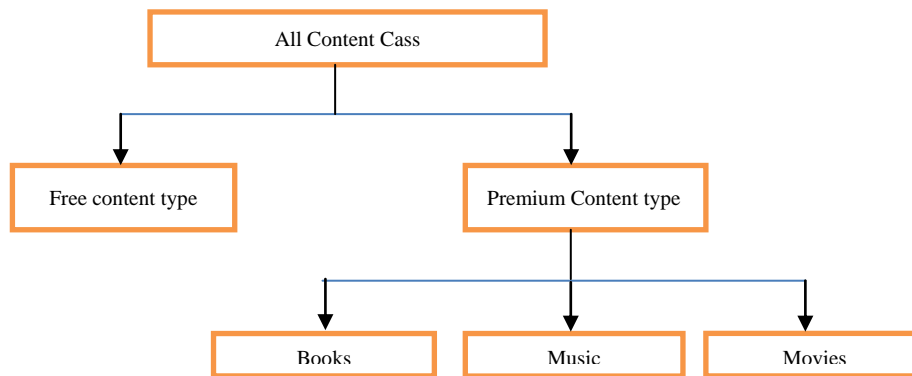 All Content Cass
Free content type
Premium Content type
Books
Music
Movies